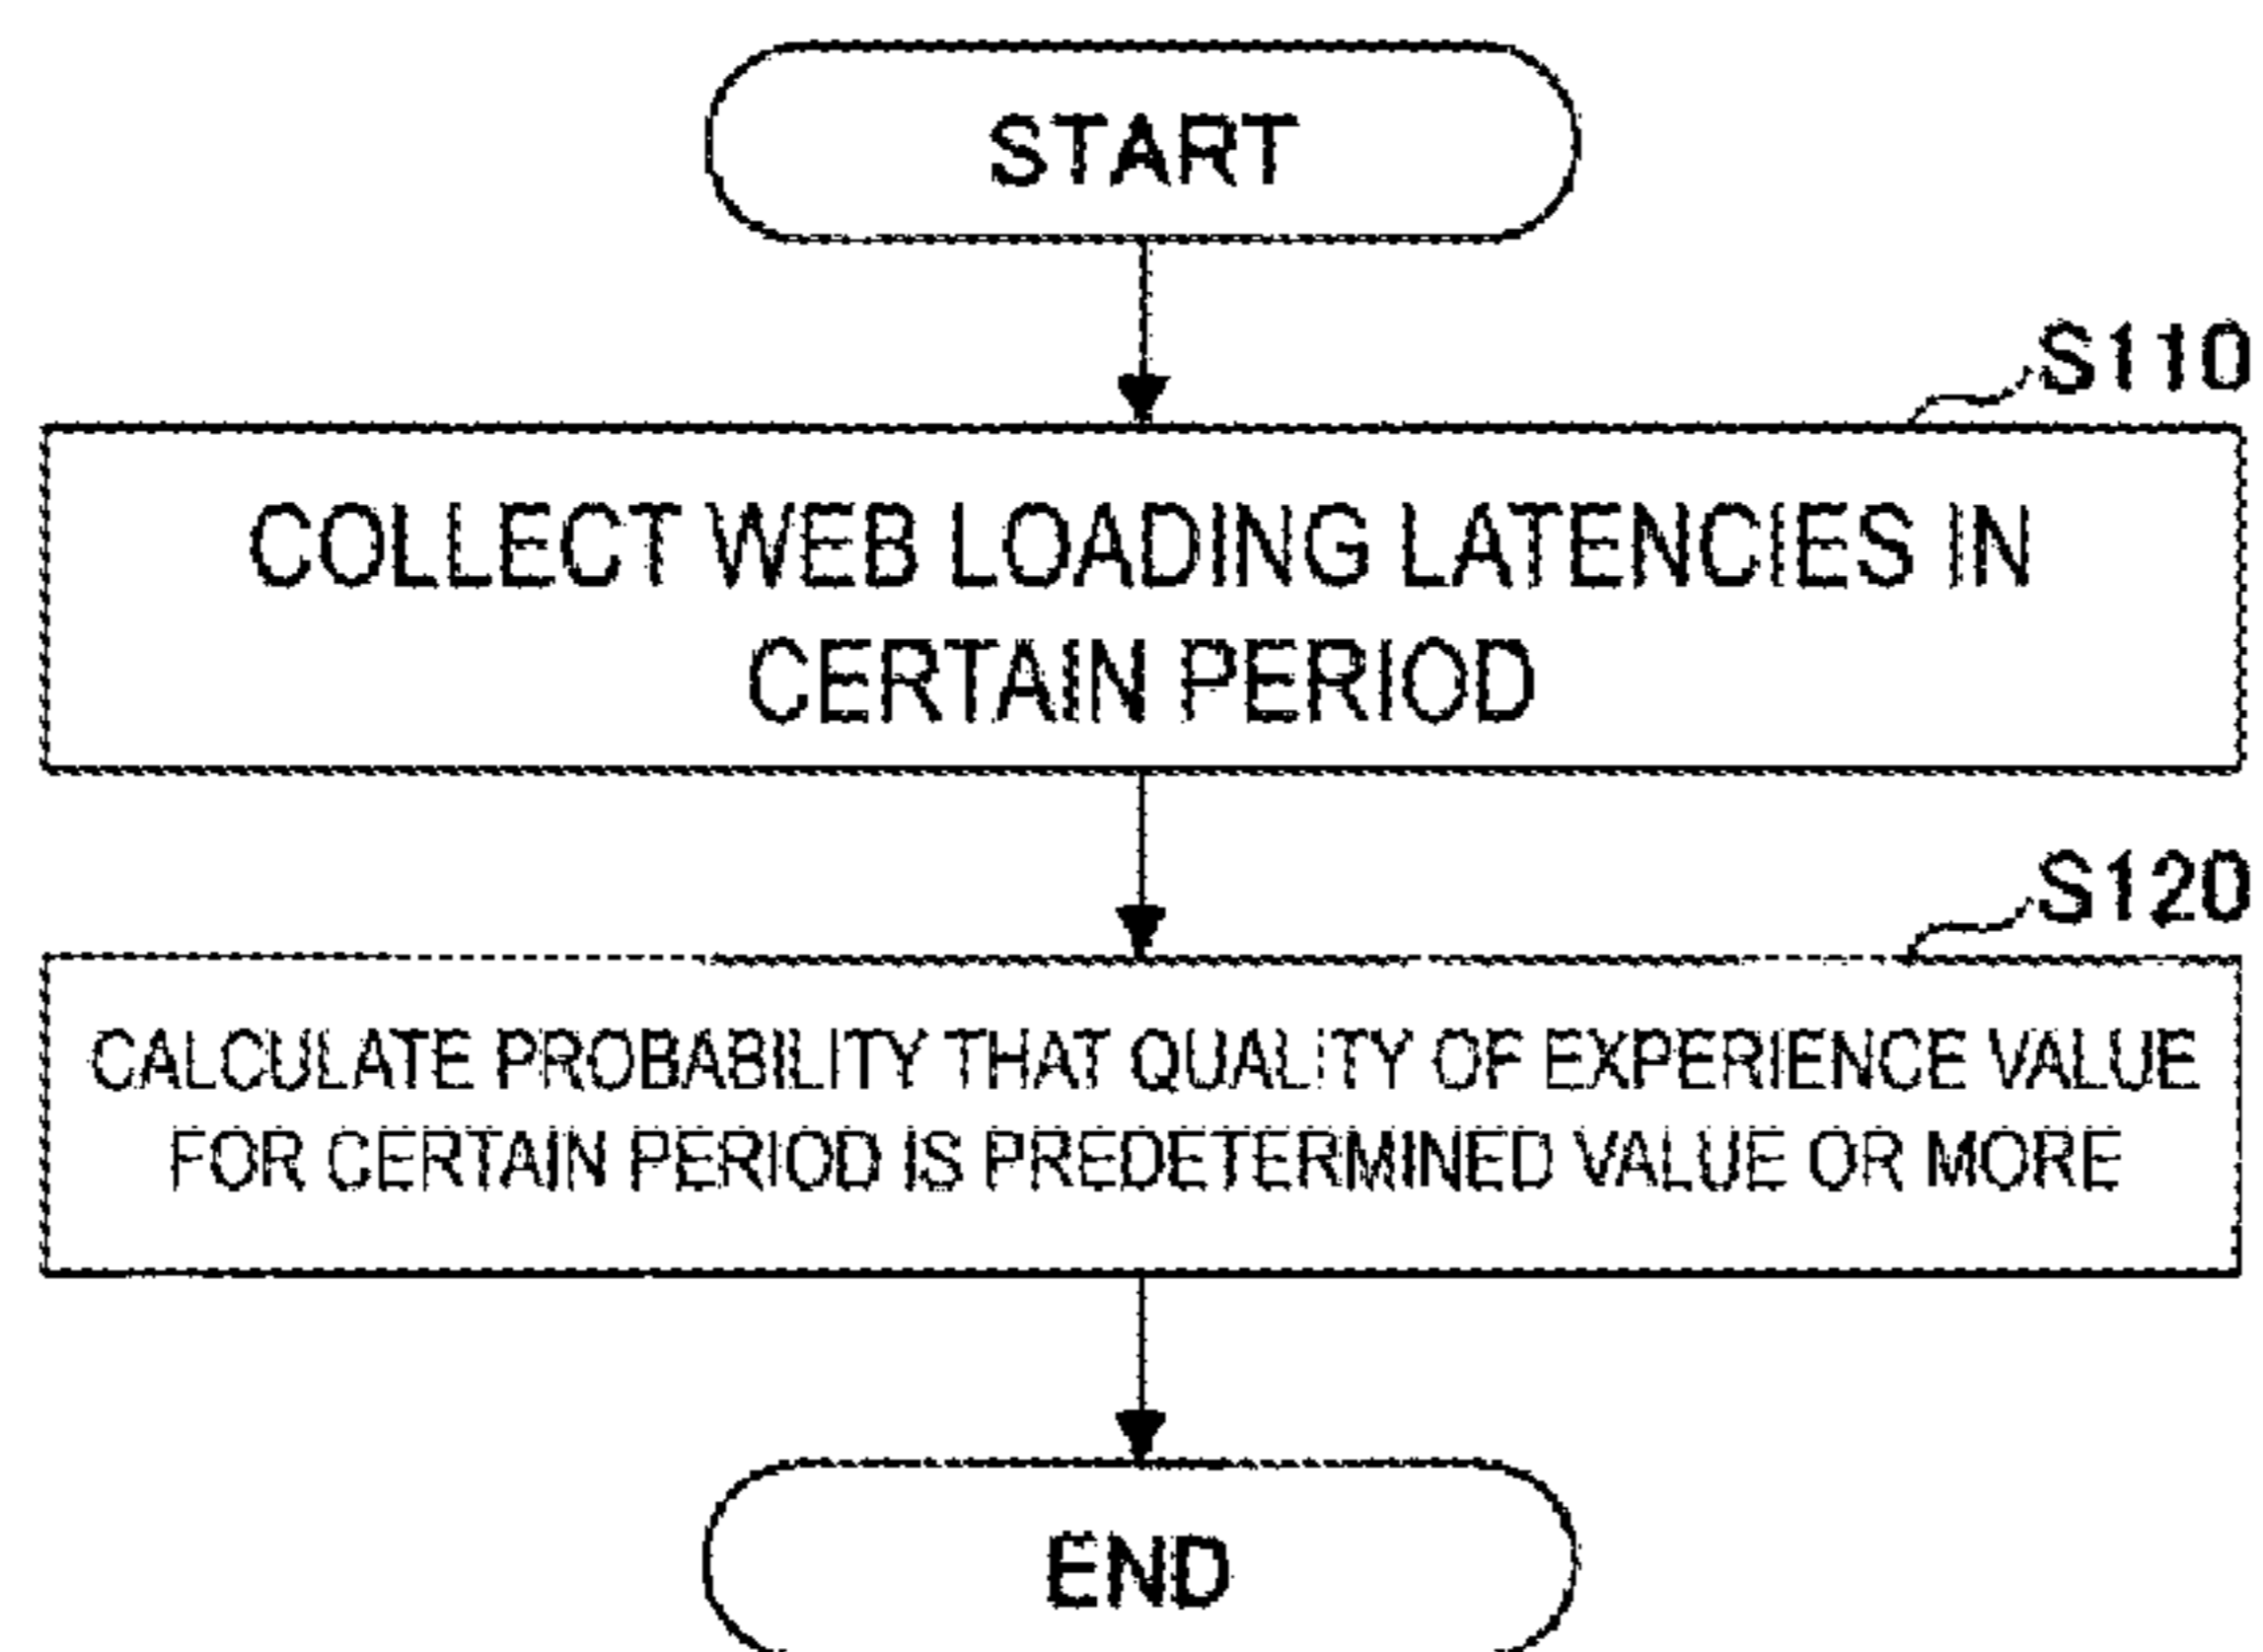 START
S110
COLLECT WEB LOADING LATENCIES IN
CERTAIN PERIOD
S120
CALCULATE PROBABILITY THAT QUALITY OF EXPERIENCE VALUE
FOR CERTAIN PERIOD IS PREDETERMINED VALUE OR MORE
END